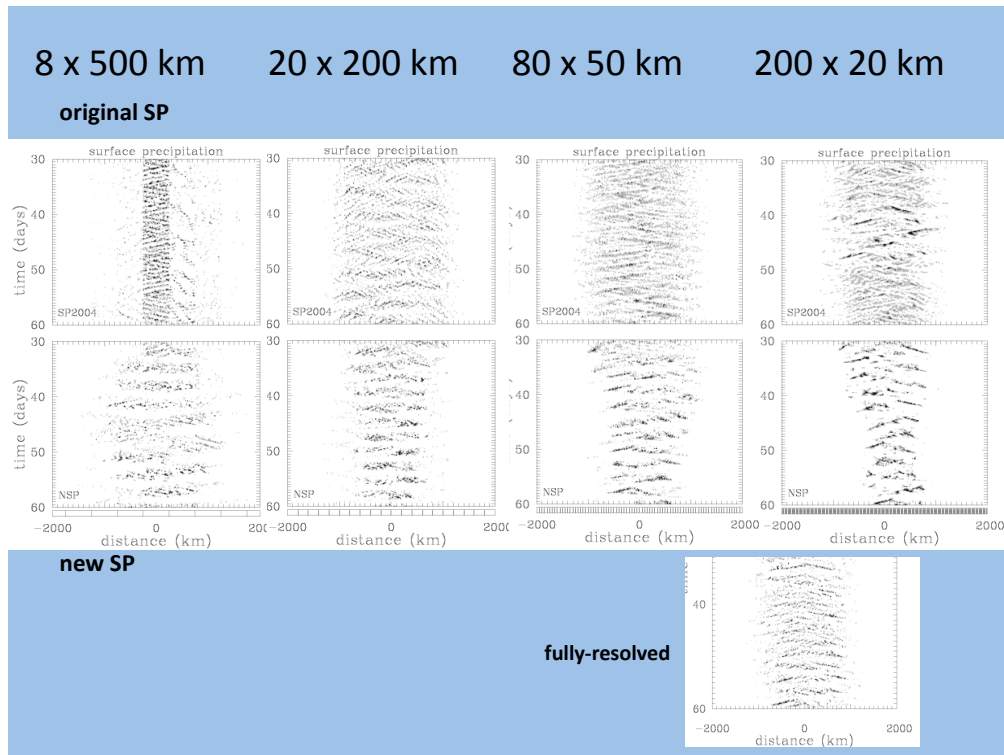 8 x 500 km 20 x 200 km 80 x 50 km 200 x 20 km
original SP
surface precipitation surface precipitation surface precipitation surface precipitation
30 30 30 30
40 40 40 40
time (days)
50 50 50 50
SP2004 SP2004 SP2004 SP2004
60 60 60 60
30 30 30 30
40 40 40 40
time (days)
50 50 50 50
NSP NSP NSP NSP
60 60 60 60
−2000 0 −2000 0 −2000 0 2000 −2000 0 2000
distance (km) distance (km) distance (km) distance (km)
new SP
40
fully-resolved
60
−2000 0 2000
distance (km)